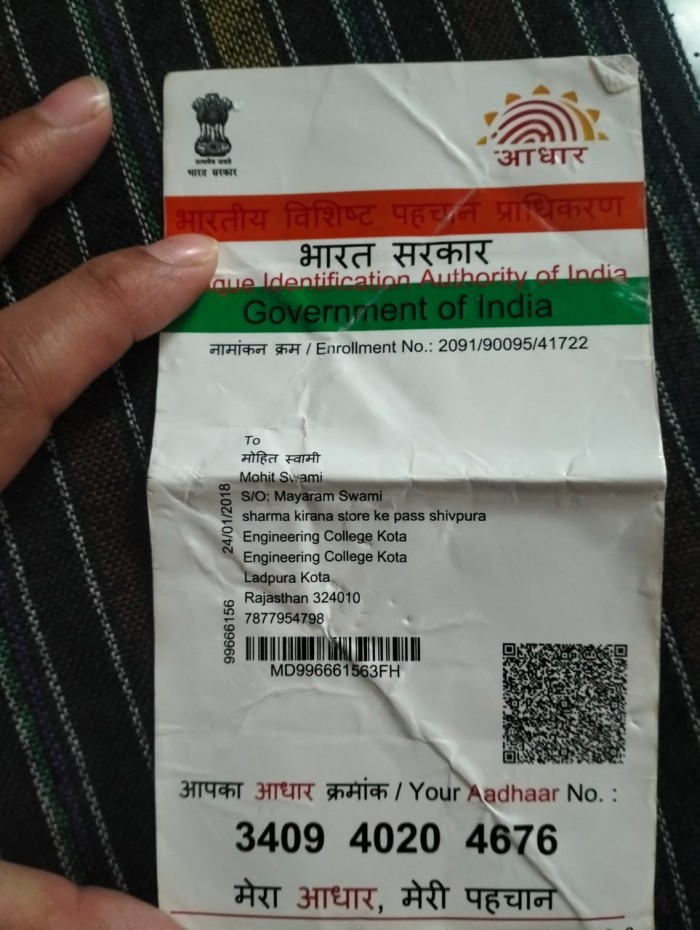 सत्यमेव जयते
भारत सरकार
आधार
भारतीय विशिष्ट पहचान प्राधिकरण
भारत सरकार
que Identification Authority of India
Government of India
नामांकन क्रम / Enrollment No.: 2091/90095/41722
To
मोहित स्वामी
Mohit Swami
S/O: Mayaram Swami
sharma kirana store ke pass shivpura
Engineering College Kota
Engineering College Kota
Ladpura Kota
Rajasthan 324010
7877954798
24/01/2018
99666156
MD996661563FH
आपका आधार क्रमांक / Your Aadhaar No. :
3409 4020 4676
मेरा आधार, मेरी पहचान